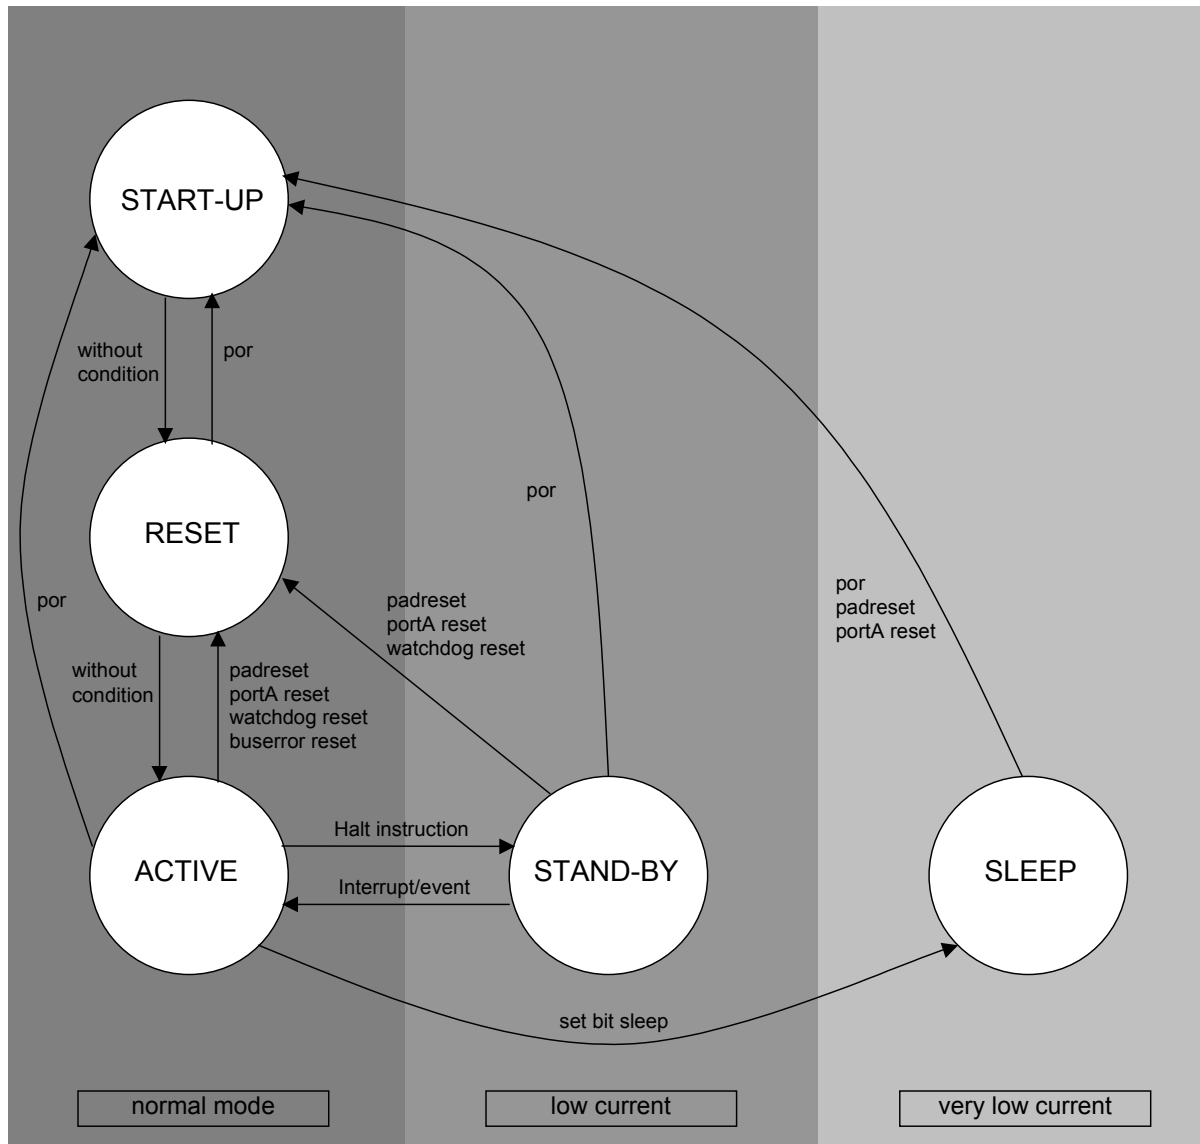 START-UP
without
condition
por
RESET
por
por
padreset
portA reset
watchdog reset
por
padreset
portA reset
without
condition
padreset
portA reset
watchdog reset
buserror reset
ACTIVE
Halt instruction
Interrupt/event
STAND-BY
SLEEP
set bit sleep
normal mode
low current
very low current